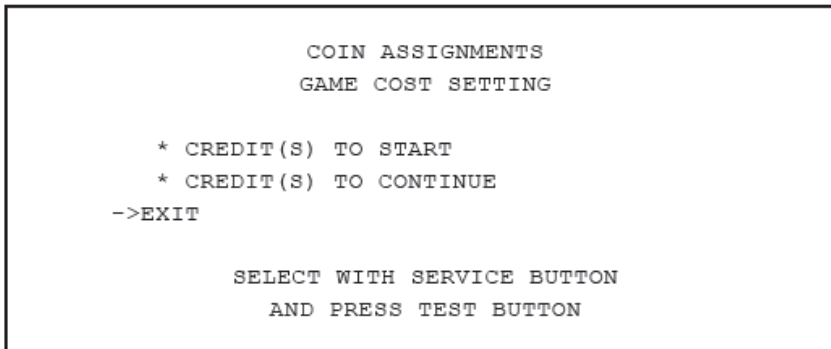 COIN ASSIGNMENTS
GAME COST SETTING
* CREDIT(S) TO START
* CREDIT(S) TO CONTINUE
->EXIT
SELECT WITH SERVICE BUTTON
AND PRESS TEST BUTTON